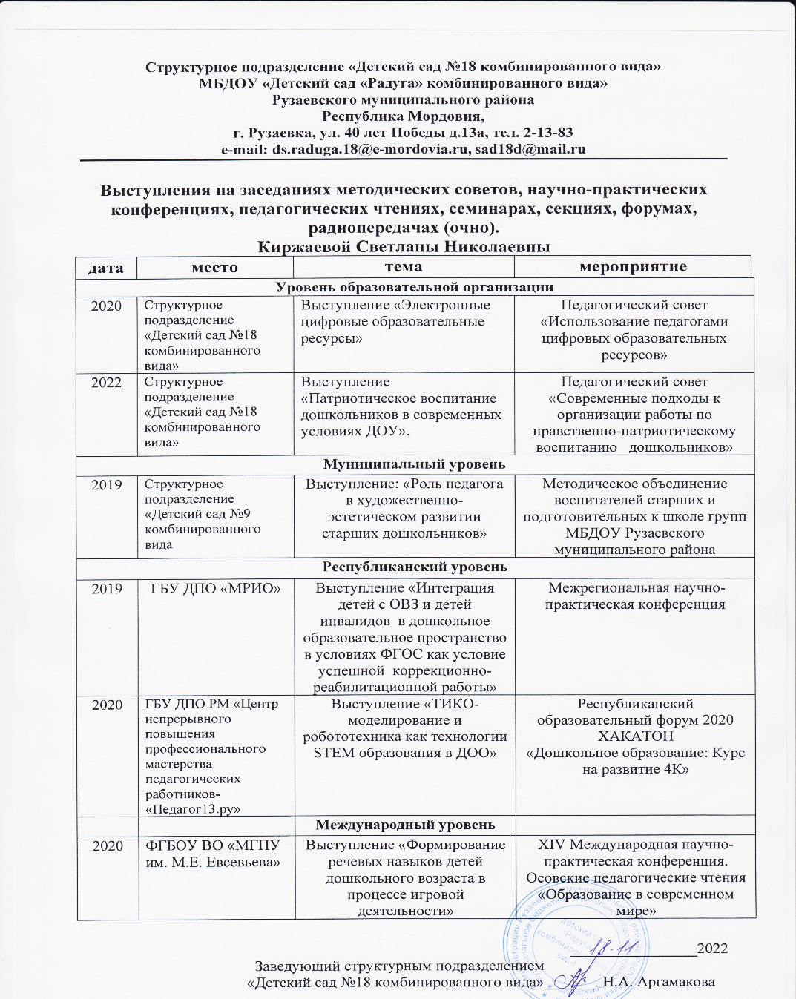 Структурное подразделение «Детский сад №18 комбинированного вида»
МБДОУ «Детский сад «Радуга» комбинированного вида»
Рузаевского муниципального района
Республика Мордовия,
г. Рузаевка, ул. 40 лет Победы д.13а, тел. 2-13-83
e-mail: ds.raduga.18@e-mordovia.ru, sad18d@mail.ru
Выступления на заседаниях методических советов, научно-практических
конференциях, педагогических чтениях, семинарах, секциях, форумах,
радиопередачах (очно).
Киржаевой Светланы Николаевны
дата место тема мероприятие
Уровень образовательной организации
2020
Структурное
подразделение
«Детский сад №18
комбинированного
вида»
Выступление «Электронные
цифровые образовательные
ресурсы»
Педагогический совет
«Использование педагогами
цифровых образовательных
ресурсов»
2022
Структурное
подразделение
«Детский сад №18
комбинированного
вида»
Выступление
«Патриотическое воспитание
дошкольников в современных
условиях ДОУ».
Педагогический совет
«Современные подходы к
организации работы по
нравственно-патриотическому
воспитанию дошкольников»
Муниципальный уровень
2019
Структурное
подразделение
«Детский сад №9
комбинированного
вида
Выступление: «Роль педагога
в художественно-
эстетическом развитии
старших дошкольников»
Методическое объединение
воспитателей старших и
подготовительных к школе групп
МБДОУ Рузаевского
муниципального района
Республиканский уровень
2019
ГБУ ДПО «МРИО»
Выступление «Интеграция
детей с ОВЗ и детей
инвалидов в дошкольное
образовательное пространство
в условиях ФГОС как условие
успешной коррекционно-
реабилитационной работы»
Межрегиональная научно-
практическая конференция
2020
ГБУ ДПО РМ «Центр
непрерывного
повышения
профессионального
мастерства
педагогических
работников-
«Педагог13.ру»
Выступление «ТИКО-
моделирование и
робототехника как технологии
STEM образования в ДОО»
Республиканский
образовательный форум 2020
ХАКАТОН
«Дошкольное образование: Курс
на развитие 4К»
Международный уровень
2020
ФГБОУ ВО «МГПУ
им. М.Е. Евсевьева»
Выступление «Формирование
речевых навыков детей
дошкольного возраста в
процессе игровой
деятельности»
XIV Международная научно-
практическая конференция.
Осовские педагогические чтения
«Образование в современном
мире»
18-11 2022
Заведующий структурным подразделением
«Детский сад №18 комбинированного вида» Н.А. Аргамакова